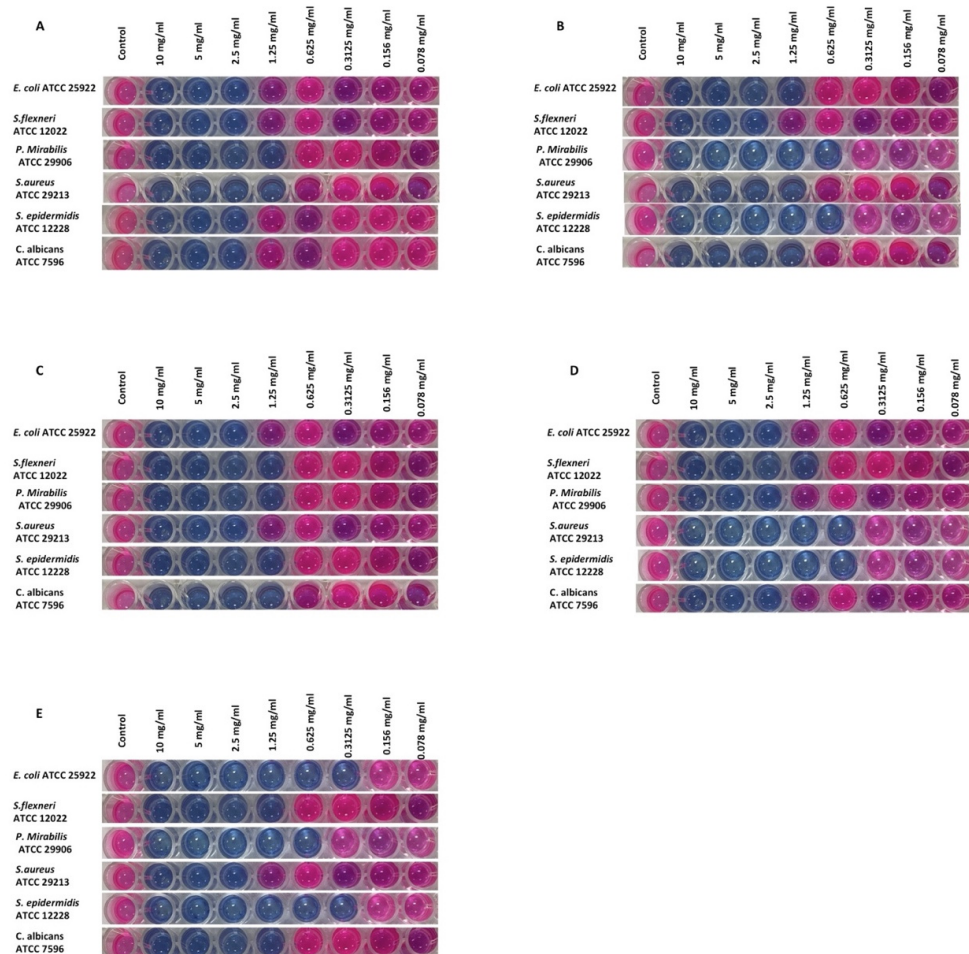 A
Control
10 mg/ml
5 mg/ml
2.5 mg/ml
1.25 mg/ml
0.625 mg/ml
0.3125 mg/ml
0.156 mg/ml
0.078 mg/ml
E. coli ATCC 25922
S.flexneri
ATCC 12022
P. Mirabilis
ATCC 29906
S.aureus
ATCC 29213
S. epidermidis
ATCC 12228
C. albicans
ATCC 7596
B
Control
10 mg/ml
5 mg/ml
2.5 mg/ml
1.25 mg/ml
0.625 mg/ml
0.3125 mg/ml
0.156 mg/ml
0.078 mg/ml
E. coli ATCC 25922
S.flexneri
ATCC 12022
P. Mirabilis
ATCC 29906
S.aureus
ATCC 29213
S. epidermidis
ATCC 12228
C. albicans
ATCC 7596
C
Control
10 mg/ml
5 mg/ml
2.5 mg/ml
1.25 mg/ml
0.625 mg/ml
0.3125 mg/ml
0.156 mg/ml
0.078 mg/ml
E. coli ATCC 25922
S.flexneri
ATCC 12022
P. Mirabilis
ATCC 29906
S.aureus
ATCC 29213
S. epidermidis
ATCC 12228
C. albicans
ATCC 7596
D
Control
10 mg/ml
5 mg/ml
2.5 mg/ml
1.25 mg/ml
0.625 mg/ml
0.3125 mg/ml
0.156 mg/ml
0.078 mg/ml
E. coli ATCC 25922
S.flexneri
ATCC 12022
P. Mirabilis
ATCC 29906
S.aureus
ATCC 29213
S. epidermidis
ATCC 12228
C. albicans
ATCC 7596
E
Control
10 mg/ml
5 mg/ml
2.5 mg/ml
1.25 mg/ml
0.625 mg/ml
0.3125 mg/ml
0.156 mg/ml
0.078 mg/ml
E. coli ATCC 25922
S.flexneri
ATCC 12022
P. Mirabilis
ATCC 29906
S.aureus
ATCC 29213
S. epidermidis
ATCC 12228
C. albicans
ATCC 7596